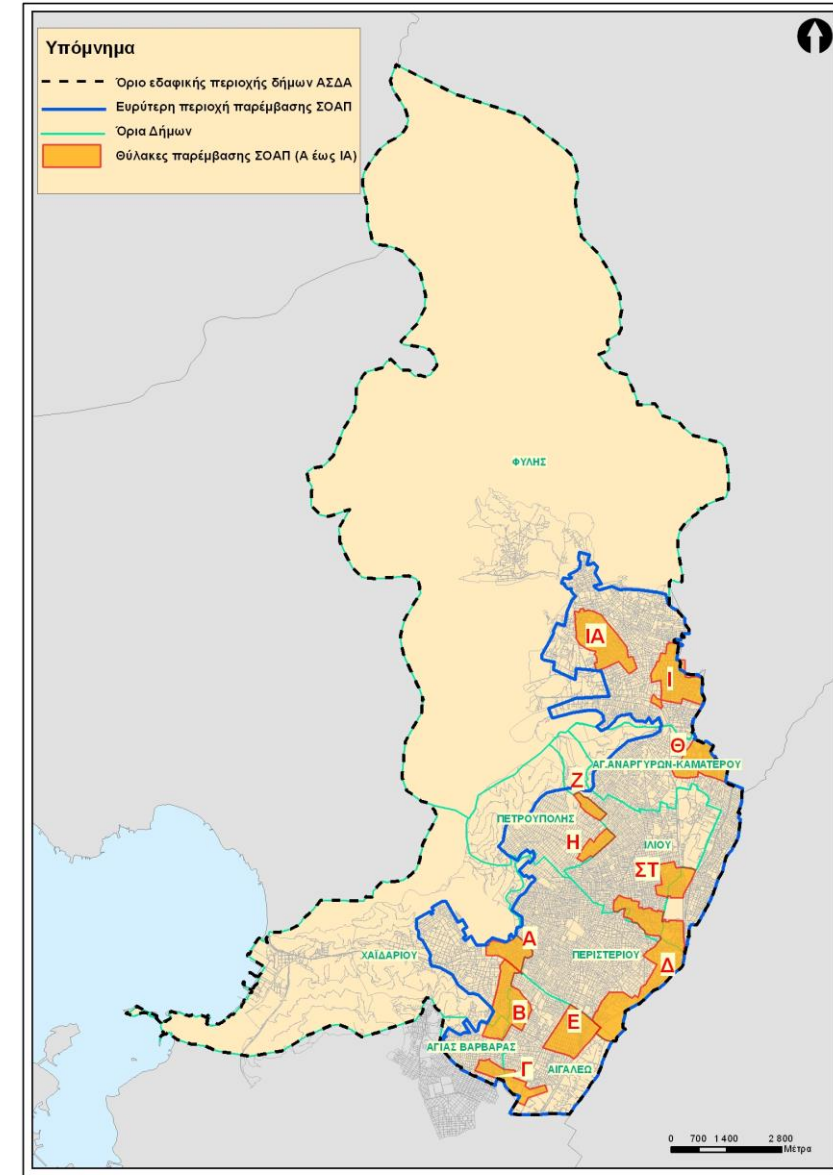 Υπόμνημα
Όριο εδαφικής περιοχής δήμων ΑΣΔΑ
Ευρύτερη περιοχή παρέμβασης ΣΟΑΠ
Όρια Δήμων
Θύλακες παρέμβασης ΣΟΑΠ (Α έως ΙΑ)
ΦΥΛΗΣ
ΙΑ
Ι
Θ
ΑΓ.ΑΝΑΡΓΥΡΩΝ-ΚΑΜΑΤΕΡΟΥ
Ζ
ΠΕΤΡΟΥΠΟΛΗΣ
Η
ΙΛΙΟΥ
ΣΤ
Α
ΧΑΪΔΑΡΙΟΥ
ΠΕΡΙΣΤΕΡΙΟΥ
Δ
Β
Ε
ΑΓΙΑΣ ΒΑΡΒΑΡΑΣ
Γ
ΑΙΓΑΛΕΩ
0 700 1 400 2 800
Μέτρα